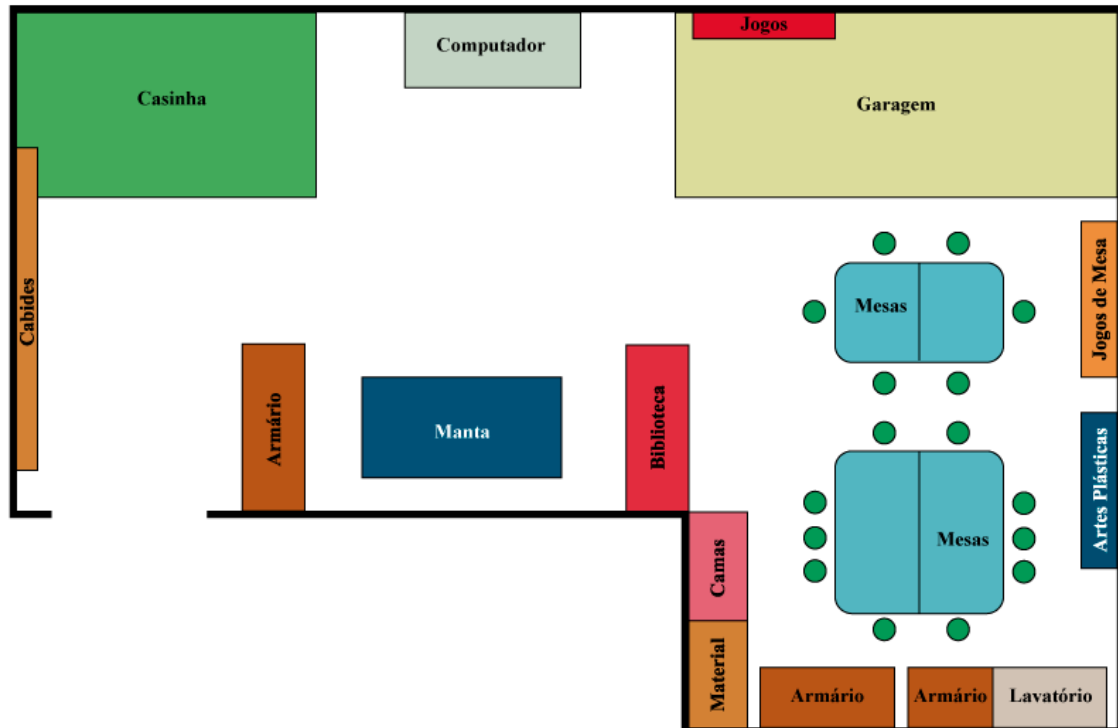 Jogos
Computador
Casinha
Garagem
Cabides
Jogos de Mesa
Mesas
Armário
Manta
Biblioteca
Artes Plásticas
Mesas
Camas
Material
Armário
Armário
Lavatório